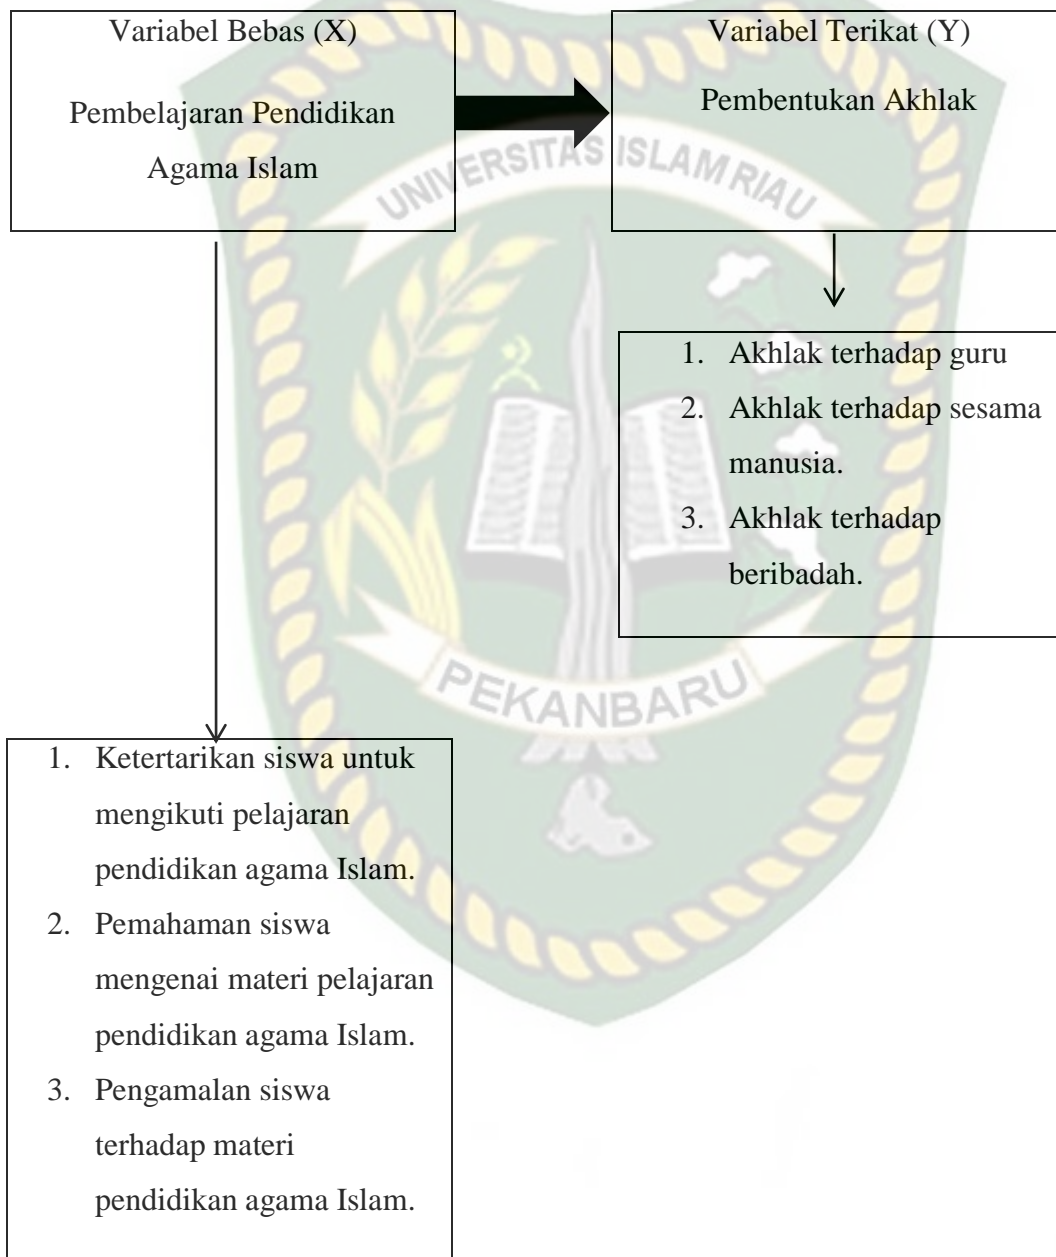 Variabel Bebas (X)
Pembelajaran Pendidikan
Agama Islam
Variabel Terikat (Y)
Pembentukan Akhlak
UNIVERSITAS ISLAM RIAU
1. Akhlak terhadap guru
2. Akhlak terhadap sesama
manusia.
3. Akhlak terhadap
beribadah.
PEKANBARU
1. Ketertarikan siswa untuk
mengikuti pelajaran
pendidikan agama Islam.
2. Pemahaman siswa
mengenai materi pelajaran
pendidikan agama Islam.
3. Pengamalan siswa
terhadap materi
pendidikan agama Islam.